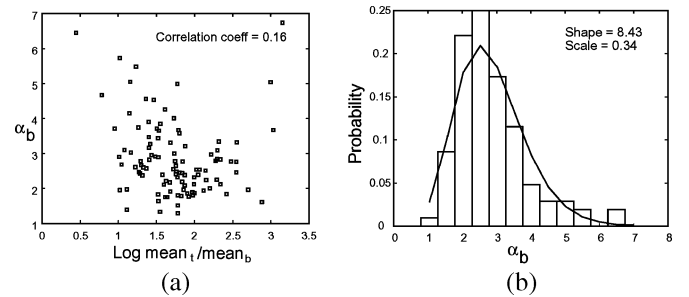 7
6
5
4
3
2
1
α_b
Correlation coeff = 0.16
0 0.5 1 1.5 2 2.5 3 3.5
Log mean_t/mean_b
(a)
0.25
0.2
0.15
0.1
0.05
0
Probability
Shape = 8.43
Scale = 0.34
0 1 2 3 4 5 6 7 8
α_b
(b)